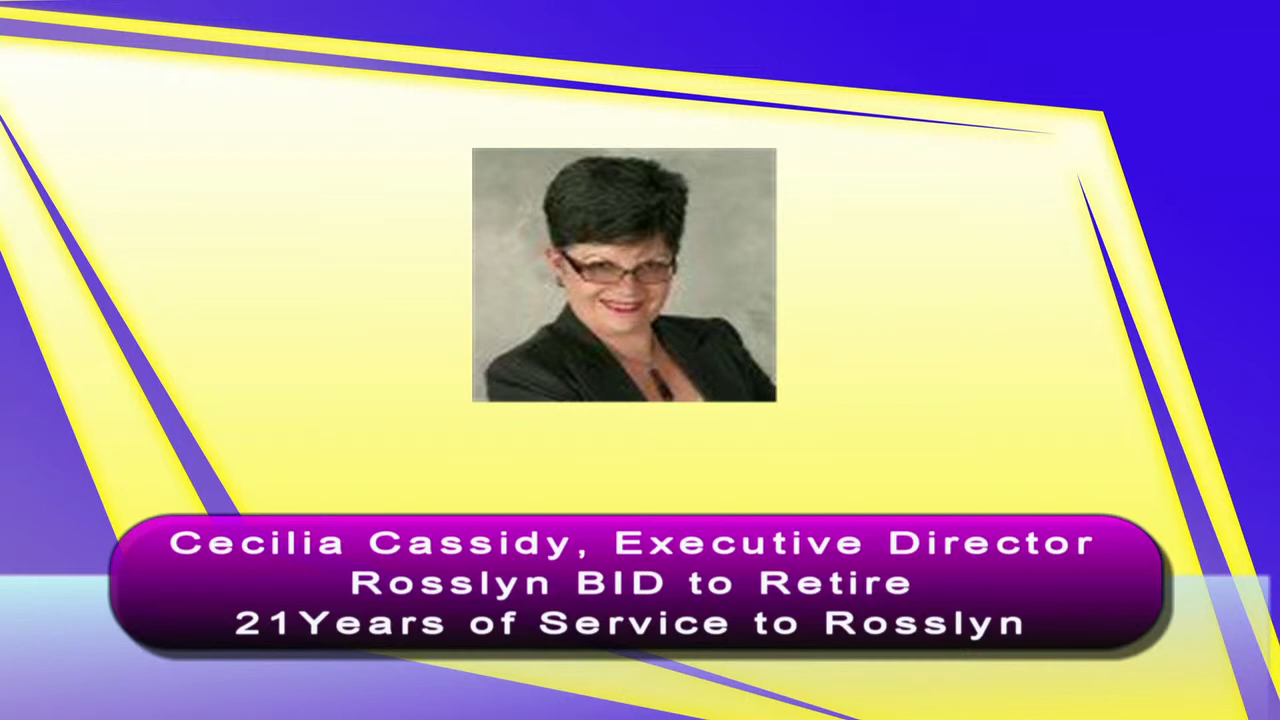 Cecilia Cassidy, Executive Director
Rosslyn BID to Retire
21Years of Service to Rosslyn